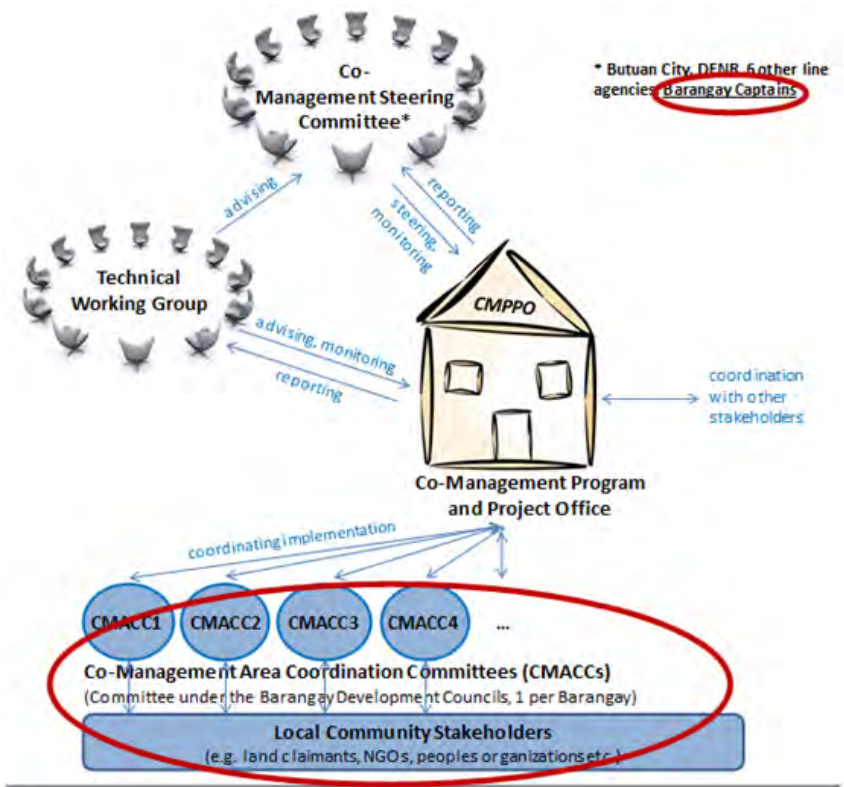 Co-
Management Steering
Committee*
* Butuan City, DENR, 6 other line
agencies, Barangay Captains
advising
reporting
steering,
monitoring
Technical
Working Group
CMPPO
advising, monitoring
reporting
coordination
with other
stakeholders
Co-Management Program
and Project Office
coordinating implementation
CMACC1
CMACC2
CMACC3
CMACC4
...
Co-Management Area Coordination Committees (CMACCs)
(Committee under the Barangay Development Councils, 1 per Barangay)
Local Community Stakeholders
(e.g. land claimants, NGOs, peoples organizations etc.)